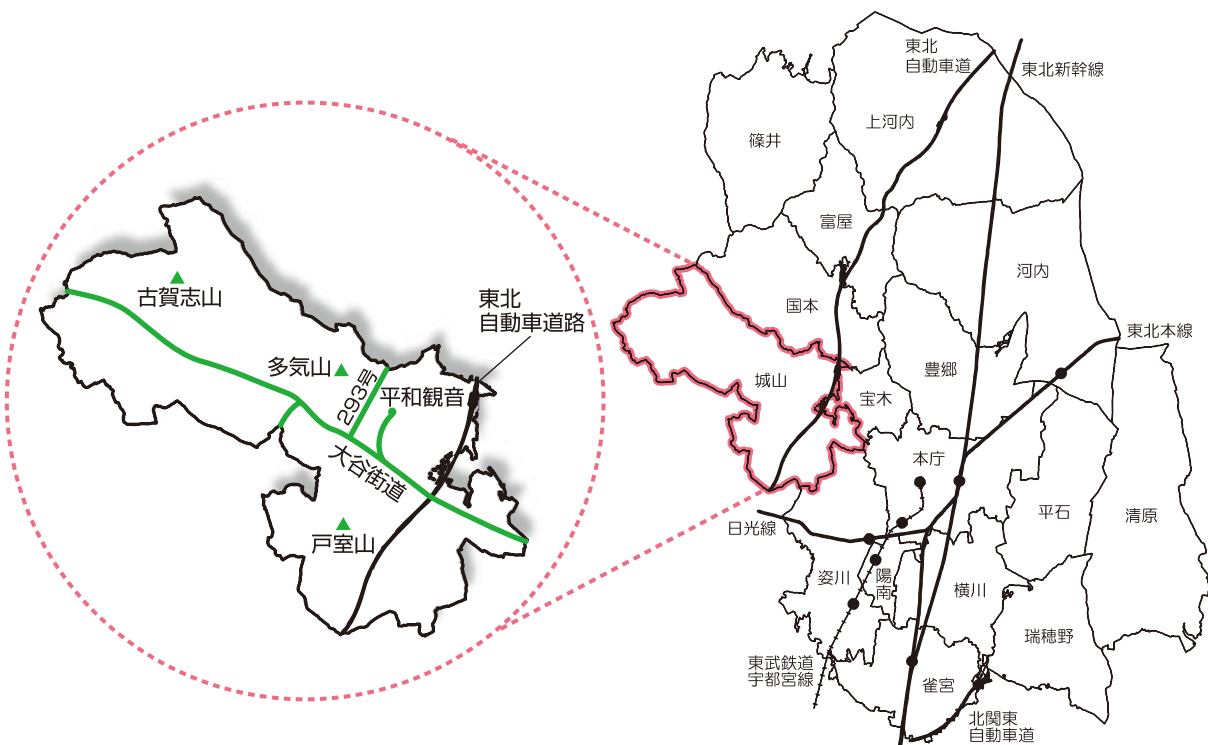 古賀志山
多気山
293号
平和観音
東北
自動車道路
大谷街道
戸室山
東北
自動車道
東北新幹線
上河内
篠井
富屋
河内
国本
東北本線
豊郷
城山
宝木
本庁
平石
清原
日光線
姿川
陽南
横川
瑞穂野
東武鉄道
宇都宮線
雀宮
北関東
自動車道